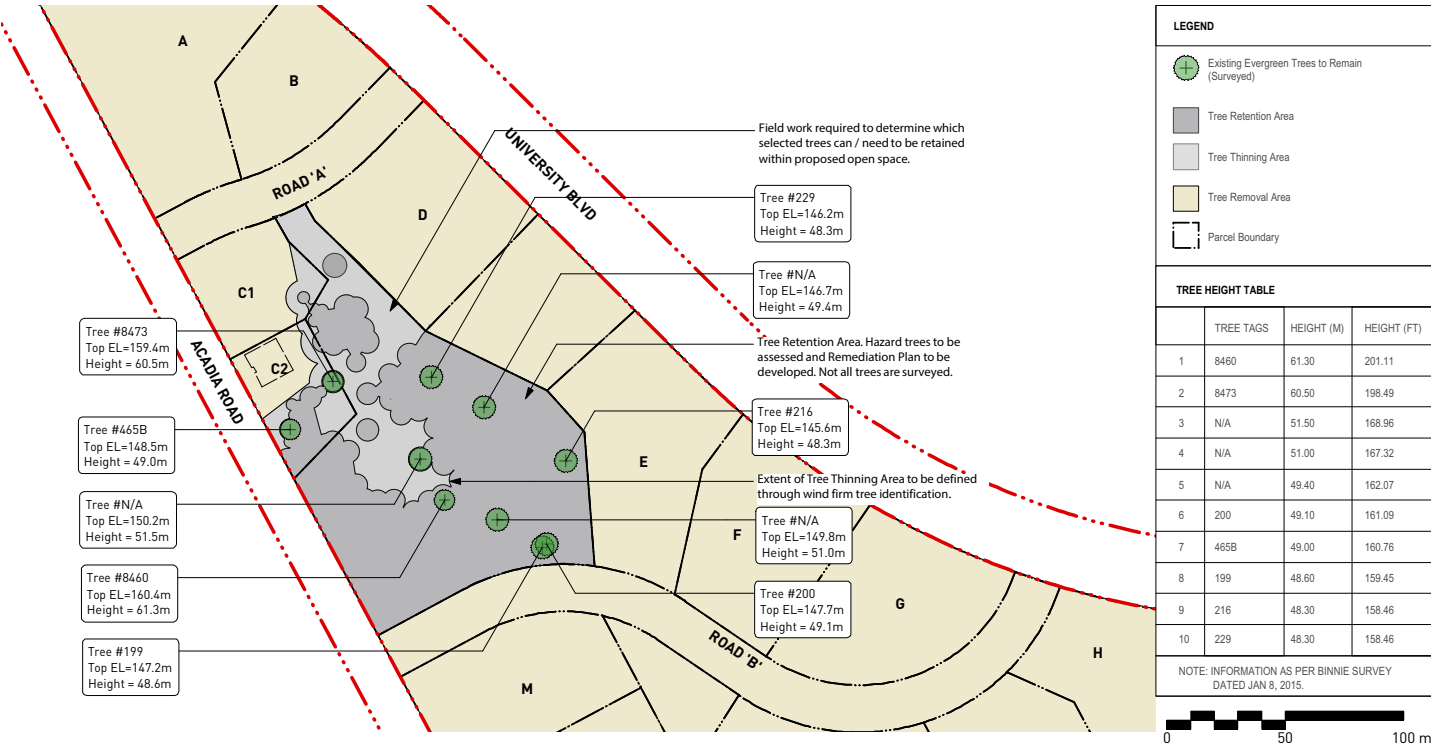 A
B
ROAD 'A'
UNIVERSITY BLVD
D
C1
C2
ACADIA ROAD
E
F
G
H
M
ROAD 'B'
Field work required to determine which
selected trees can / need to be retained
within proposed open space.
Tree #229
Top EL=146.2m
Height = 48.3m
Tree #N/A
Top EL=146.7m
Height = 49.4m
Tree Retention Area. Hazard trees to be
assessed and Remediation Plan to be
developed. Not all trees are surveyed.
Tree #216
Top EL=145.6m
Height = 48.3m
Extent of Tree Thinning Area to be defined
through wind firm tree identification.
Tree #N/A
Top EL=149.8m
Height = 51.0m
Tree #200
Top EL=147.7m
Height = 49.1m
Tree #8473
Top EL=159.4m
Height = 60.5m
Tree #465B
Top EL=148.5m
Height = 49.0m
Tree #N/A
Top EL=150.2m
Height = 51.5m
Tree #8460
Top EL=160.4m
Height = 61.3m
Tree #199
Top EL=147.2m
Height = 48.6m
LEGEND
Existing Evergreen Trees to Remain
(Surveyed)
Tree Retention Area
Tree Thinning Area
Tree Removal Area
Parcel Boundary
TREE HEIGHT TABLE
TREE TAGS HEIGHT (M) HEIGHT (FT)
1 8460 61.30 201.11
2 8473 60.50 198.49
3 N/A 51.50 168.96
4 N/A 51.00 167.32
5 N/A 49.40 162.07
6 200 49.10 161.09
7 465B 49.00 160.76
8 199 48.60 159.45
9 216 48.30 158.46
10 229 48.30 158.46
NOTE: INFORMATION AS PER BINNIE SURVEY
DATED JAN 8, 2015.
0 50 100 m